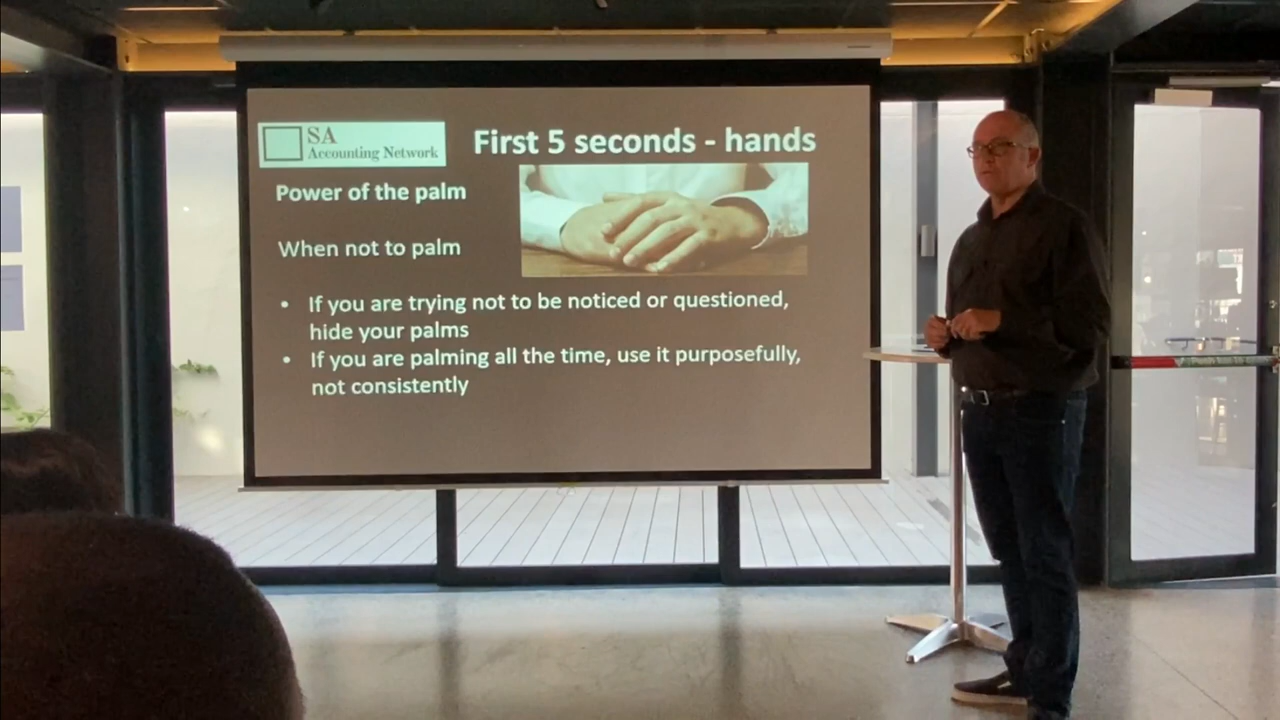 SA
Accounting Network
First 5 seconds - hands
Power of the palm
When not to palm
• If you are trying not to be noticed or questioned,
hide your palms
• If you are palming all the time, use it purposefully,
not consistently